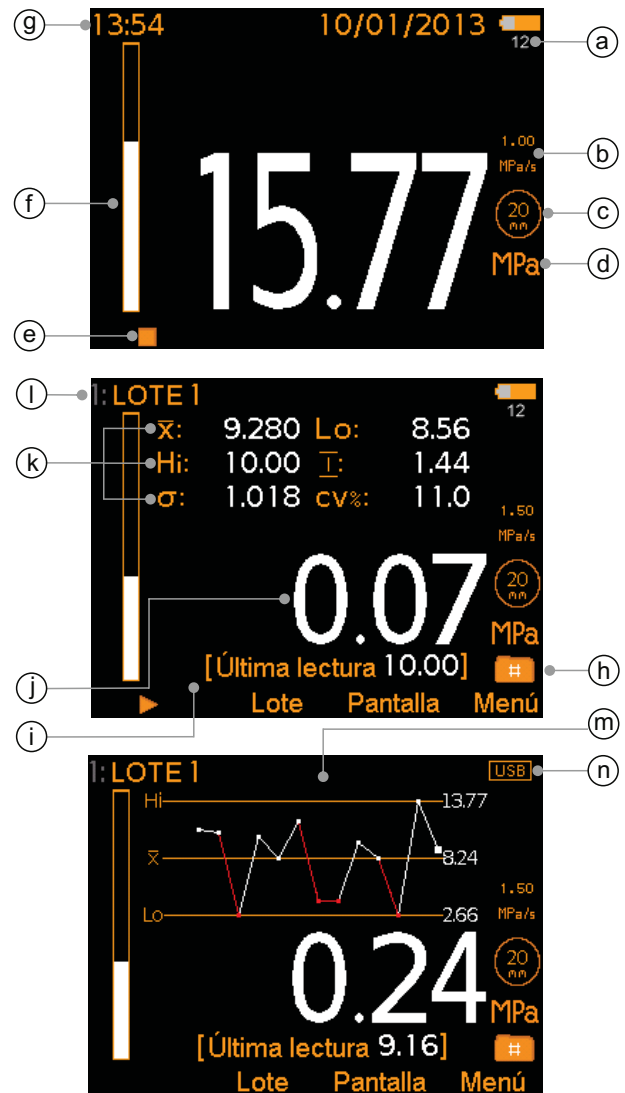 g 13:54 10/01/2013 a
12
1.00 b
MPa/s
f 15.77 20 mm c
MPa d
e
l 1: LOTE 1
12
x̅: 9.280 Lo: 8.56
k Hi: 10.00 I̅: 1.44
σ: 1.018 cv%: 11.0
1.50
MPa/s
0.07 20 mm
MPa
j [Última lectura 10.00] # h
i Lote Pantalla Menú
m
1: LOTE 1 USB n
Hi 13.77
x̅ 8.24
1.50
Lo 2.66 MPa/s
0.24 20 mm
MPa
[Última lectura 9.16] #
Lote Pantalla Menú